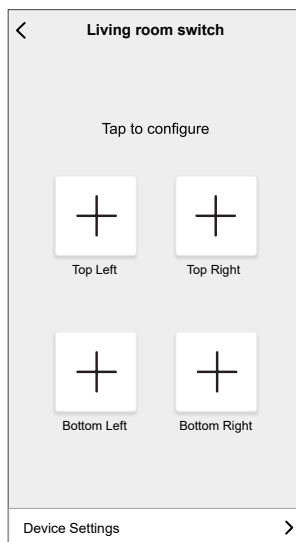 Living room switch
Tap to configure
Top Left
Top Right
Bottom Left
Bottom Right
Device Settings